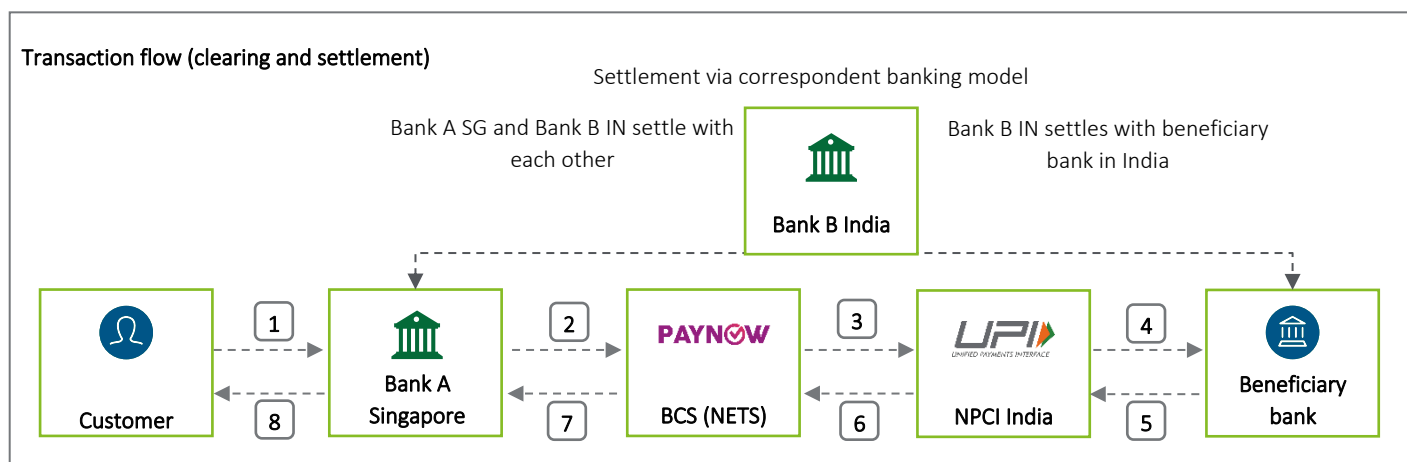 Transaction flow (clearing and settlement)
Settlement via correspondent banking model
Bank A SG and Bank B IN settle with
each other
Bank B IN settles with beneficiary
bank in India
Bank B India
1
2
3
4
PAYNOW
UPI
UNIFIED PAYMENTS INTERFACE
Customer
Bank A
Singapore
BCS (NETS)
NPCI India
Beneficiary
bank
8
7
6
5